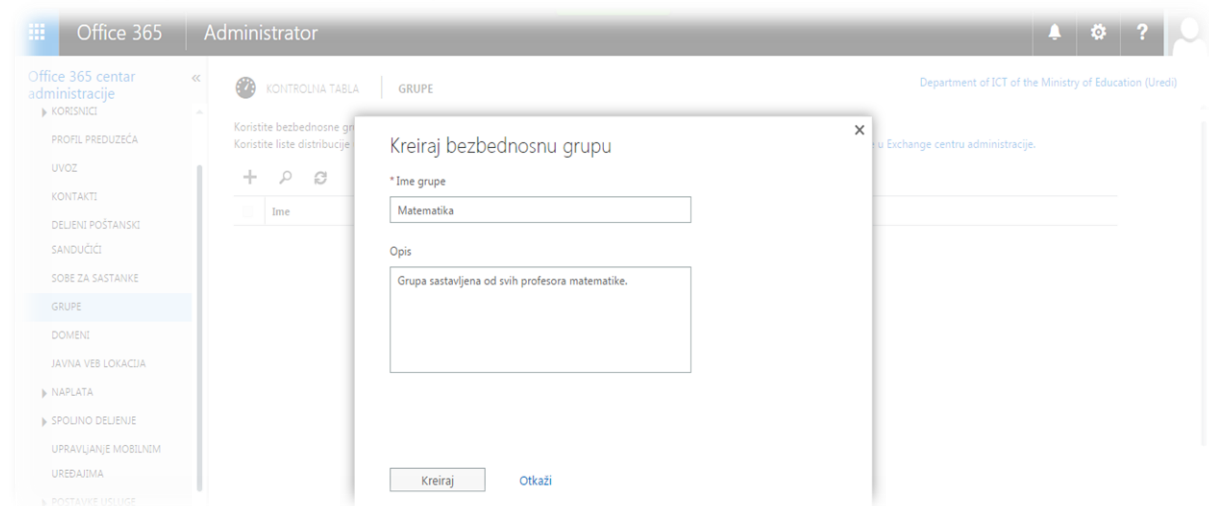 Office 365
Administrator
?
Office 365 centar
administracije
«
KORISNICI
PROFIL PREDUZEĆA
UVOZ
KONTAKTI
DELJENI POŠTANSKI
SANDUČIĆI
SOBE ZA SASTANKE
GRUPE
DOMENI
JAVNA VEB LOKACIJA
NAPLATA
SPOLJNO DELJENJE
UPRAVLJANJE MOBILNIM
UREĐAJIMA
POSTAVKE USLUGE
KONTROLNA TABLA
GRUPE
Department of ICT of the Ministry of Education (Uredi)
Koristite bezbednosne
Koristite liste distribucije
u Exchange centru administracije.
Ime
Kreiraj bezbednosnu grupu
* Ime grupe
Matematika
Opis
Grupa sastavljena od svih profesora matematike.
Kreiraj
Otkaži